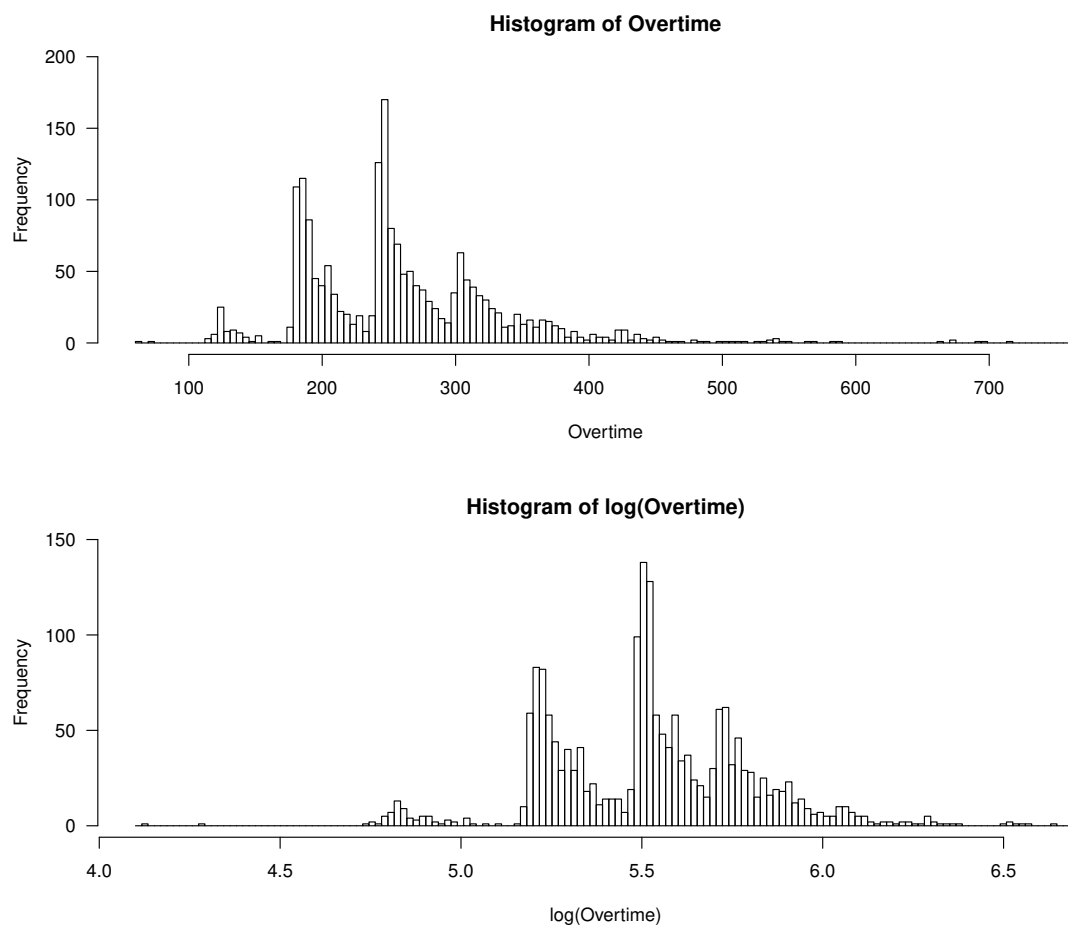 Histogram of Overtime
200
150
100
50
0
Frequency
100 200 300 400 500 600 700
Overtime
Histogram of log(Overtime)
150
100
50
0
Frequency
4.0 4.5 5.0 5.5 6.0 6.5
log(Overtime)